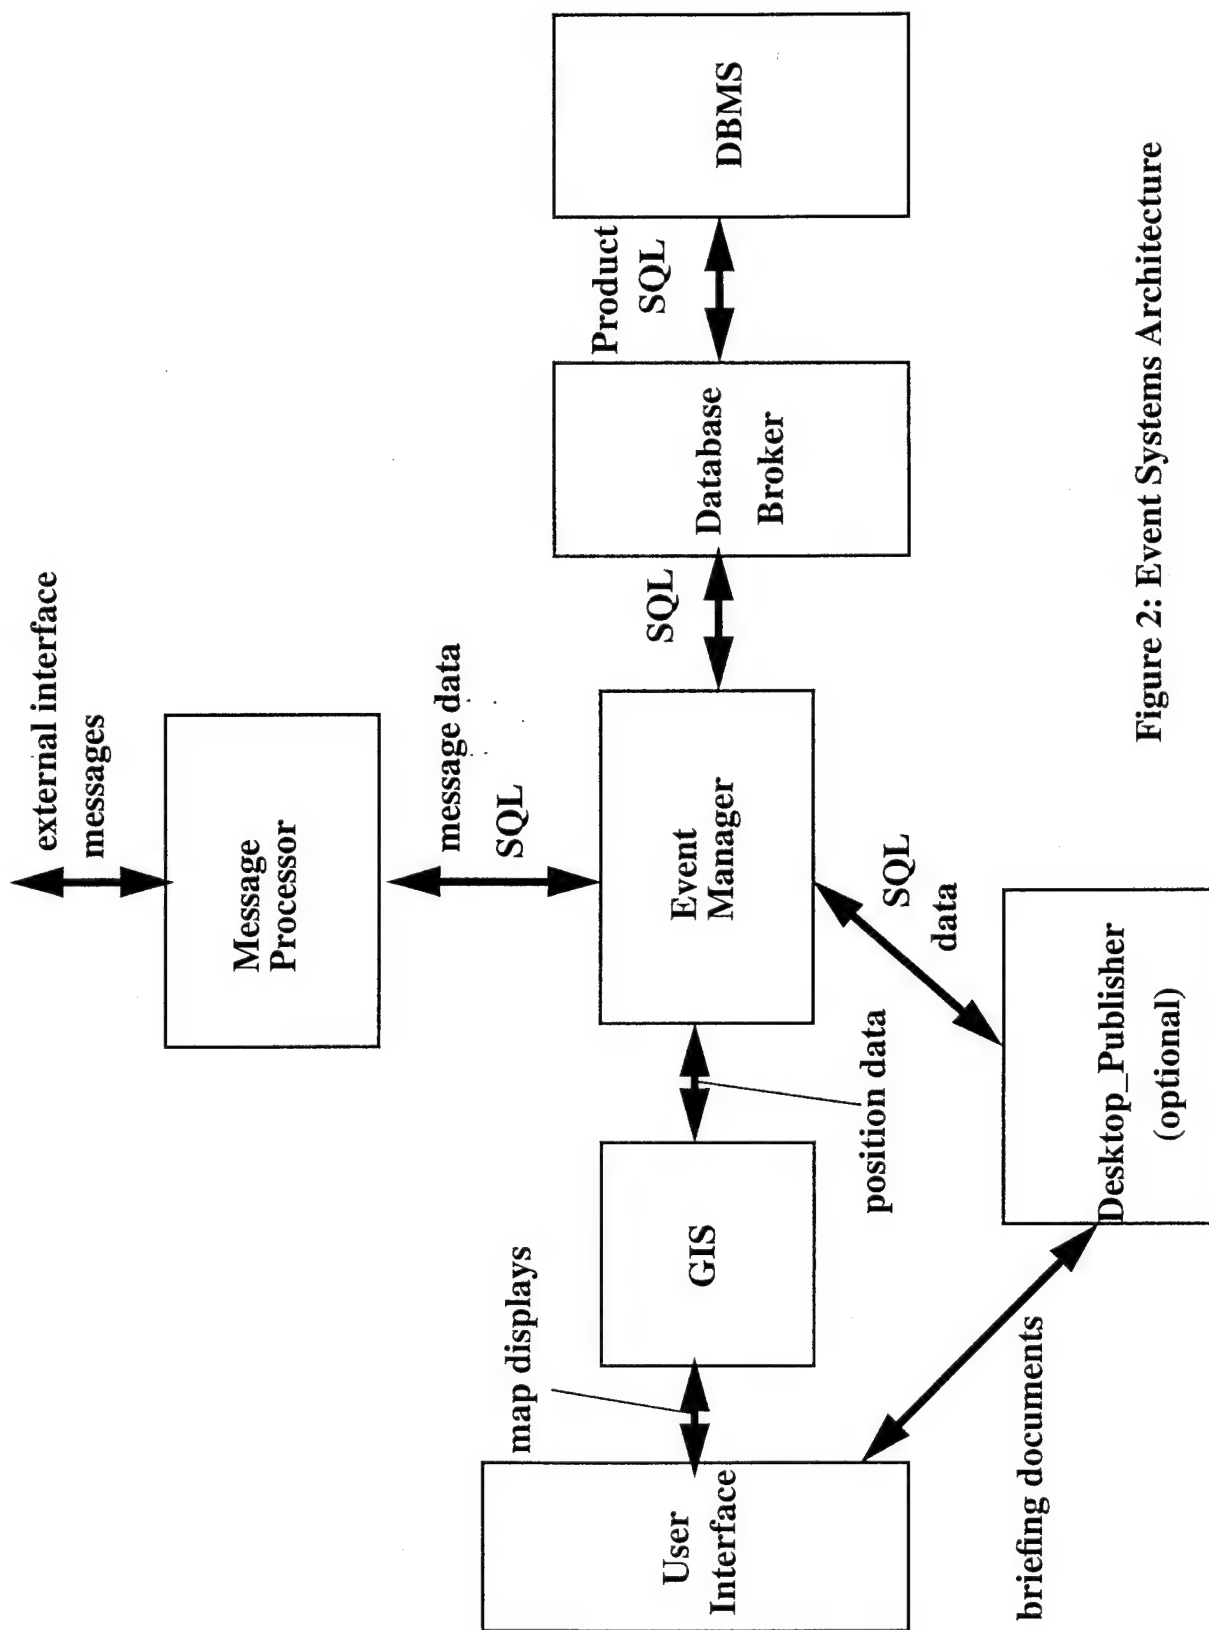 external interface
messages
Message
Processor
message data
SQL
User
Interface
map displays
GIS
position data
Event
Manager
SQL
Database
Broker
Product
SQL
DBMS
SQL
data
briefing documents
Desktop_Publisher
(optional)
Figure 2: Event Systems Architecture